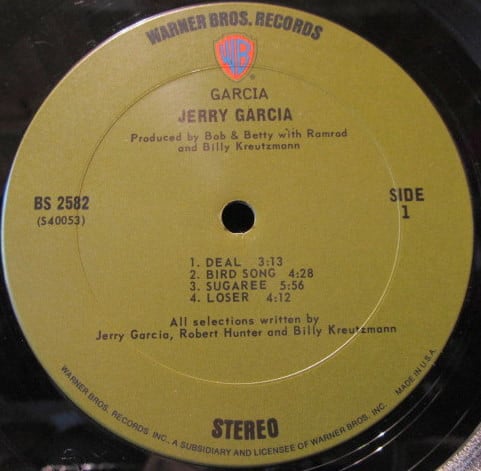 WARNER BROS. RECORDS
WB
®
GARCIA
JERRY GARCIA
Produced by Bob & Betty with Ramrod
and Billy Kreutzmann
BS 2582
(S40053)
SIDE
1
1. DEAL 3:13
2. BIRD SONG 4:28
3. SUGAREE 5:56
4. LOSER 4:12
All selections written by
Jerry Garcia, Robert Hunter and Billy Kreutzmann
STEREO
WARNER BROS. RECORDS INC., A SUBSIDIARY AND LICENSEE OF WARNER BROS. INC. MADE IN U.S.A.